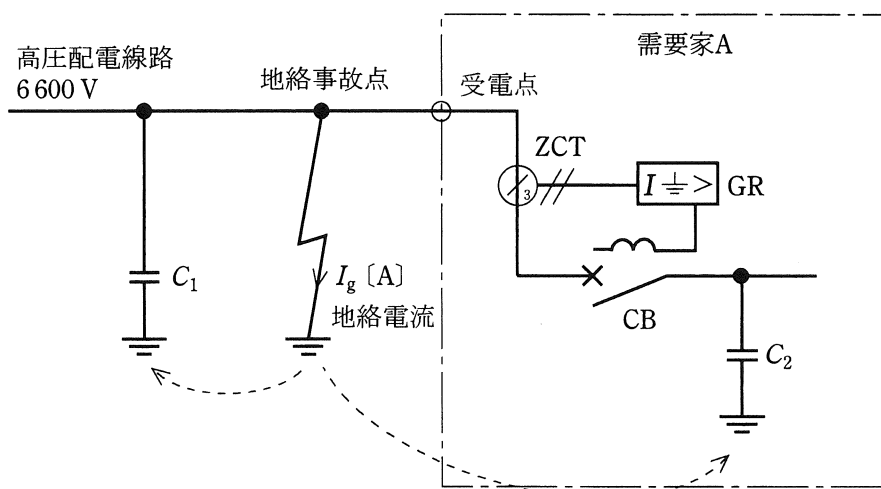 高圧配電線路
6 600 V
地絡事故点
受電点
需要家A
ZCT
3
I ⏚ >
GR
C₁
I_g〔A〕
地絡電流
CB
C₂